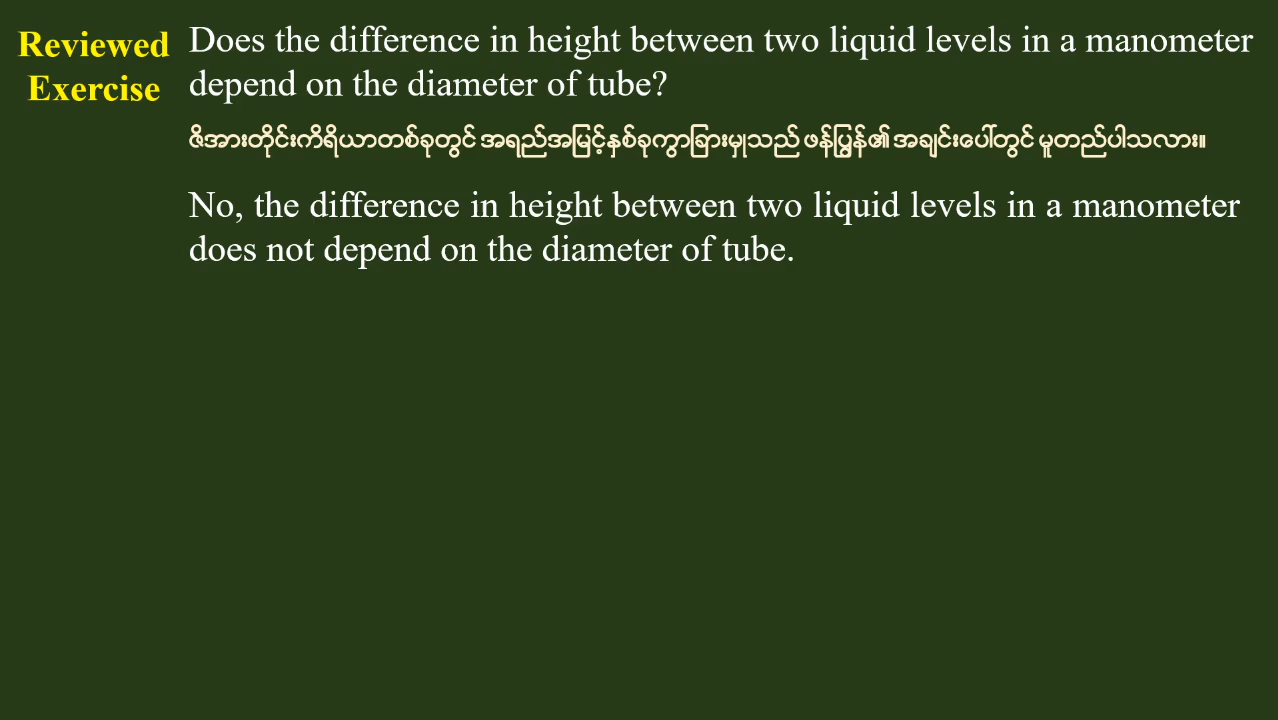 Reviewed
Exercise
Does the difference in height between two liquid levels in a manometer
depend on the diameter of tube?
ဖိအားတိုင်းကိရိယာတစ်ခုတွင် အရည်အမြင့်နှစ်ခုကွာခြားမှုသည် ဖန်ပြွန်၏ အချင်းပေါ်တွင် မူတည်ပါသလား။
No, the difference in height between two liquid levels in a manometer
does not depend on the diameter of tube.